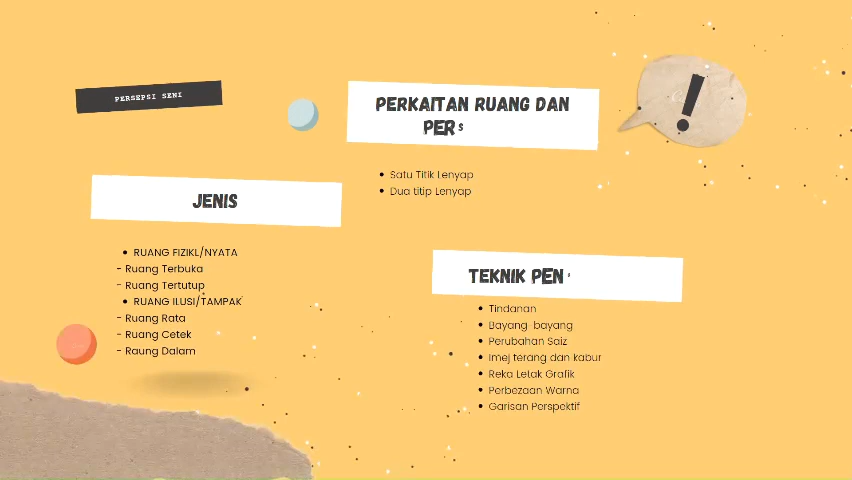 PERSEPSI SENI
PERKAITAN RUANG DAN
JENIS
• RUANG FIZIKL/NYATA
- Ruang Terbuka
- Ruang Tertutup
• RUANG ILUSI/TAMPAK
- Ruang Rata
- Ruang Cetek
- Raung Dalam
• Satu Titik Lenyap
• Dua titip Lenyap
TEKNIK
• Tindanan
• Bayang- bayang
• Perubahan Saiz
• Imej terang dan kabur
• Reka Letak Grafik
• Perbezaan Warna
• Garisan Perspektif